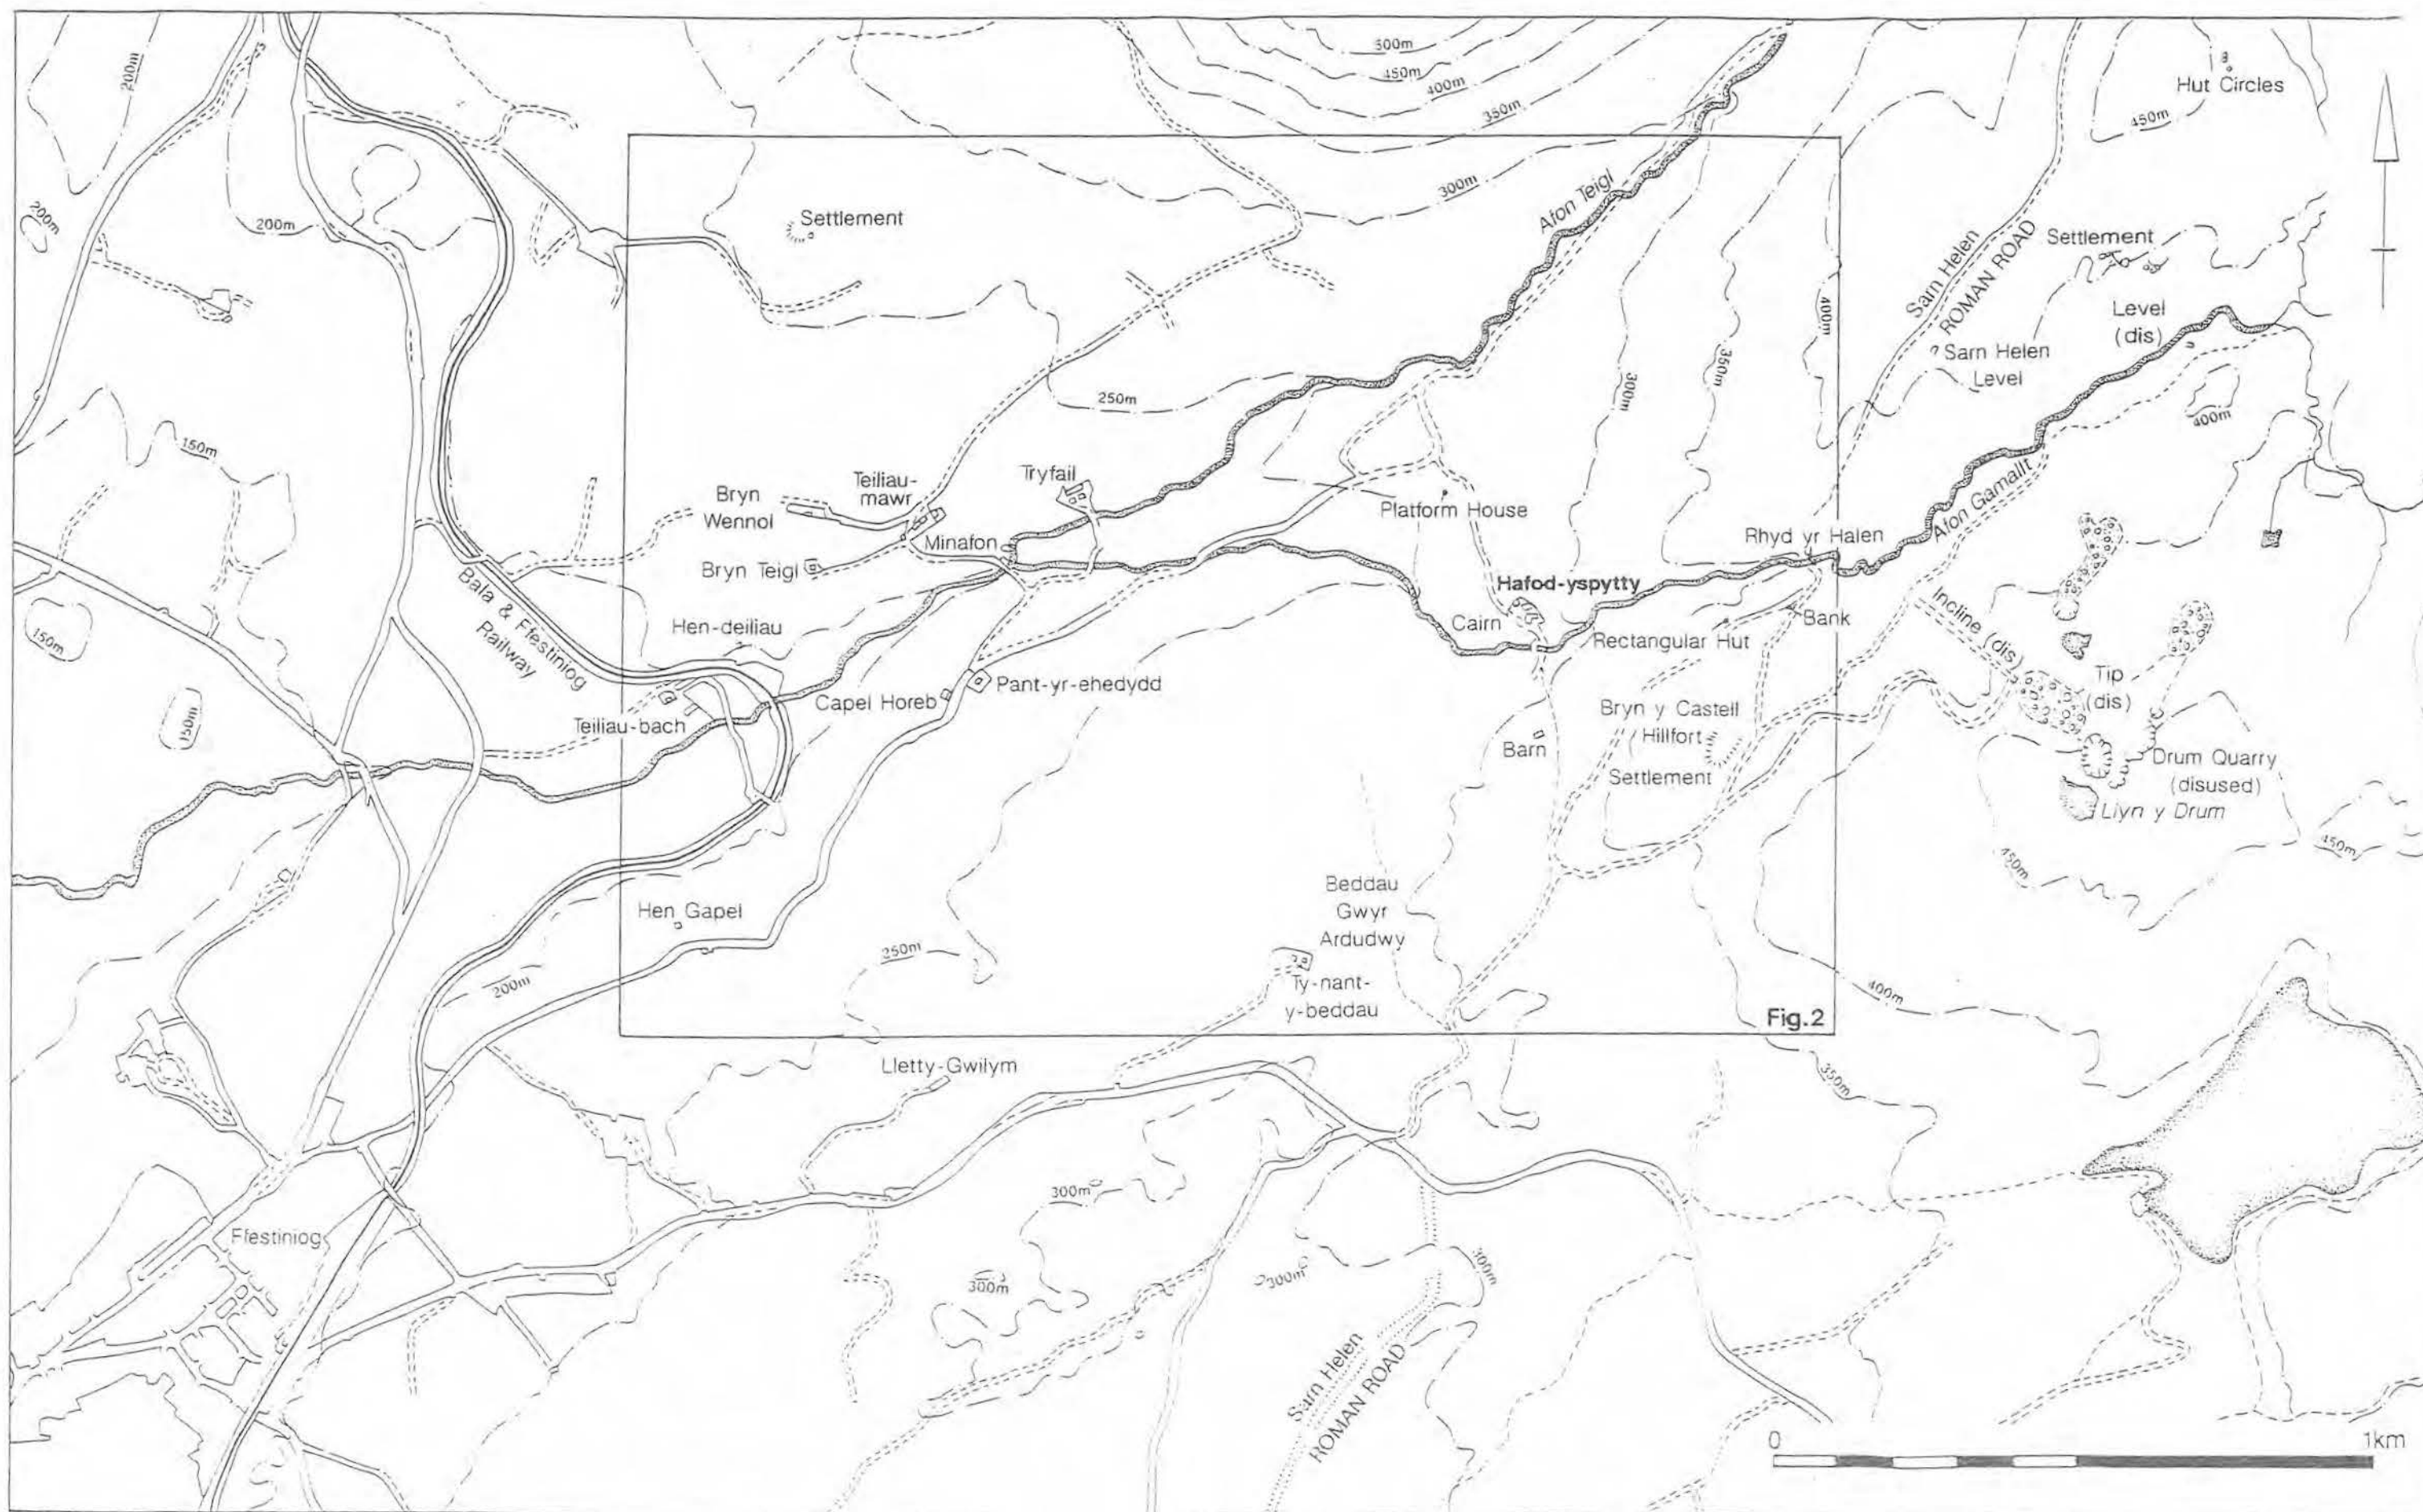 500m
450m
400m
350m
300m
200m
Hut Circles
450m
200m
200m
Settlement
Afon Teigl
Sarn Helen
ROMAN ROAD
Settlement
Level
(dis)
Sarn Helen
Level
400m
350m
300m
250m
400m
150m
Bryn
Wennol
Teiliau-
mawr
Tryfail
Platform House
Minafon
Rhyd yr Halen
Afon Gamallt
Bryn Teigl
Bala & Ffestiniog
Railway
Hafod-yspytty
Incline (dis)
150m
Hen-deiliau
Cairn
Rectangular Hut
Bank
Capel Horeb
Pant-yr-ehedydd
Tip
(dis)
150m
Teiliau-bach
Bryn y Castell
Hillfort
Barn
Settlement
Drum Quarry
(disused)
Llyn y Drum
450m
450m
Beddau
Gwyr
Ardudwy
Hen Gapel
250m
200m
Ty-nant-
y-beddau
400m
Fig.2
Lletty-Gwilym
350m
300m
Ffestiniog
300m
300m
300m
Sarn Helen
ROMAN ROAD
0
1km